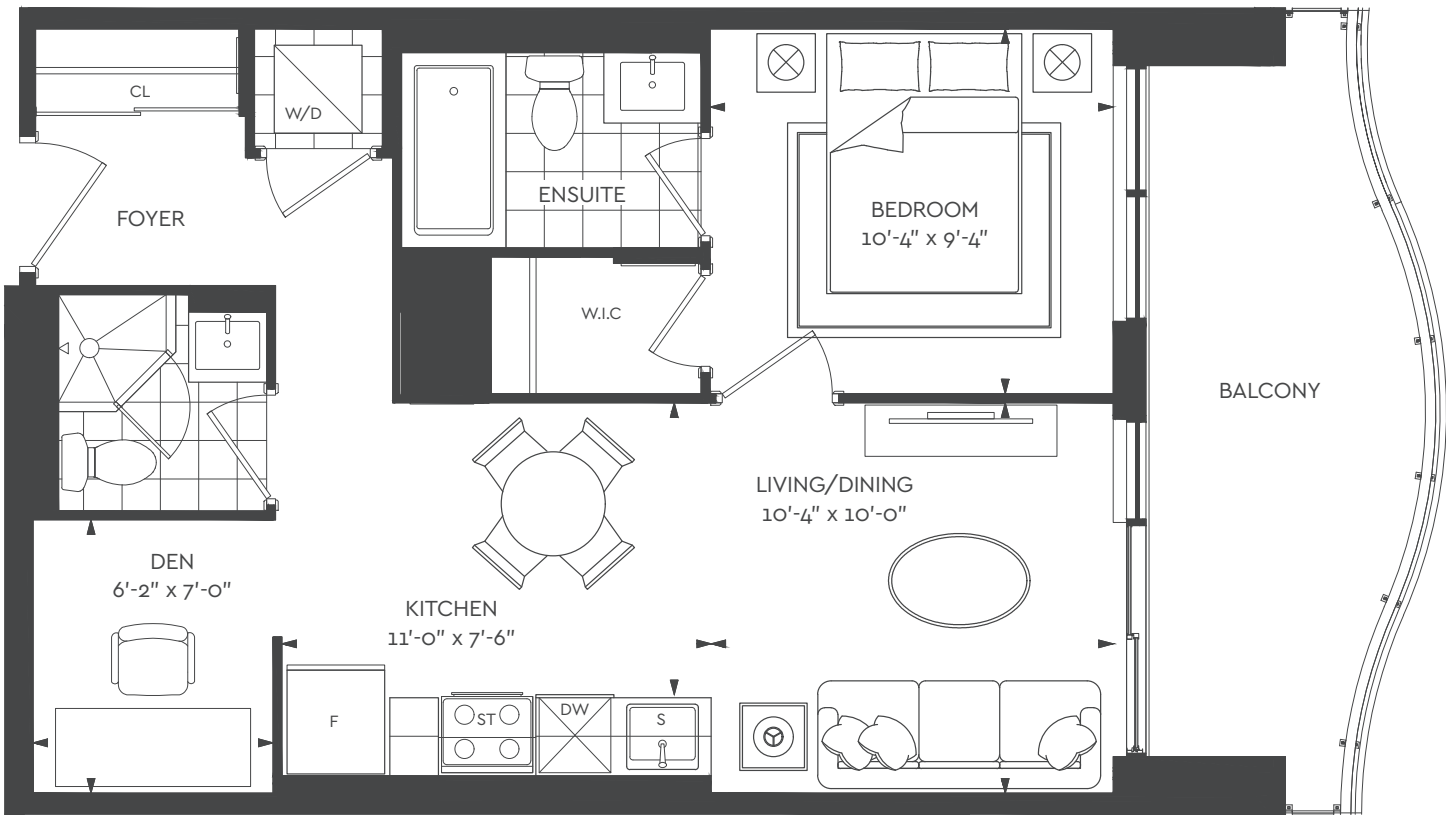 CL
W/D
FOYER
ENSUITE
BEDROOM
10'-4" x 9'-4"
W.I.C
BALCONY
LIVING/DINING
10'-4" x 10'-0"
DEN
6'-2" x 7'-0"
KITCHEN
11'-0" x 7'-6"
F
ST
DW
S